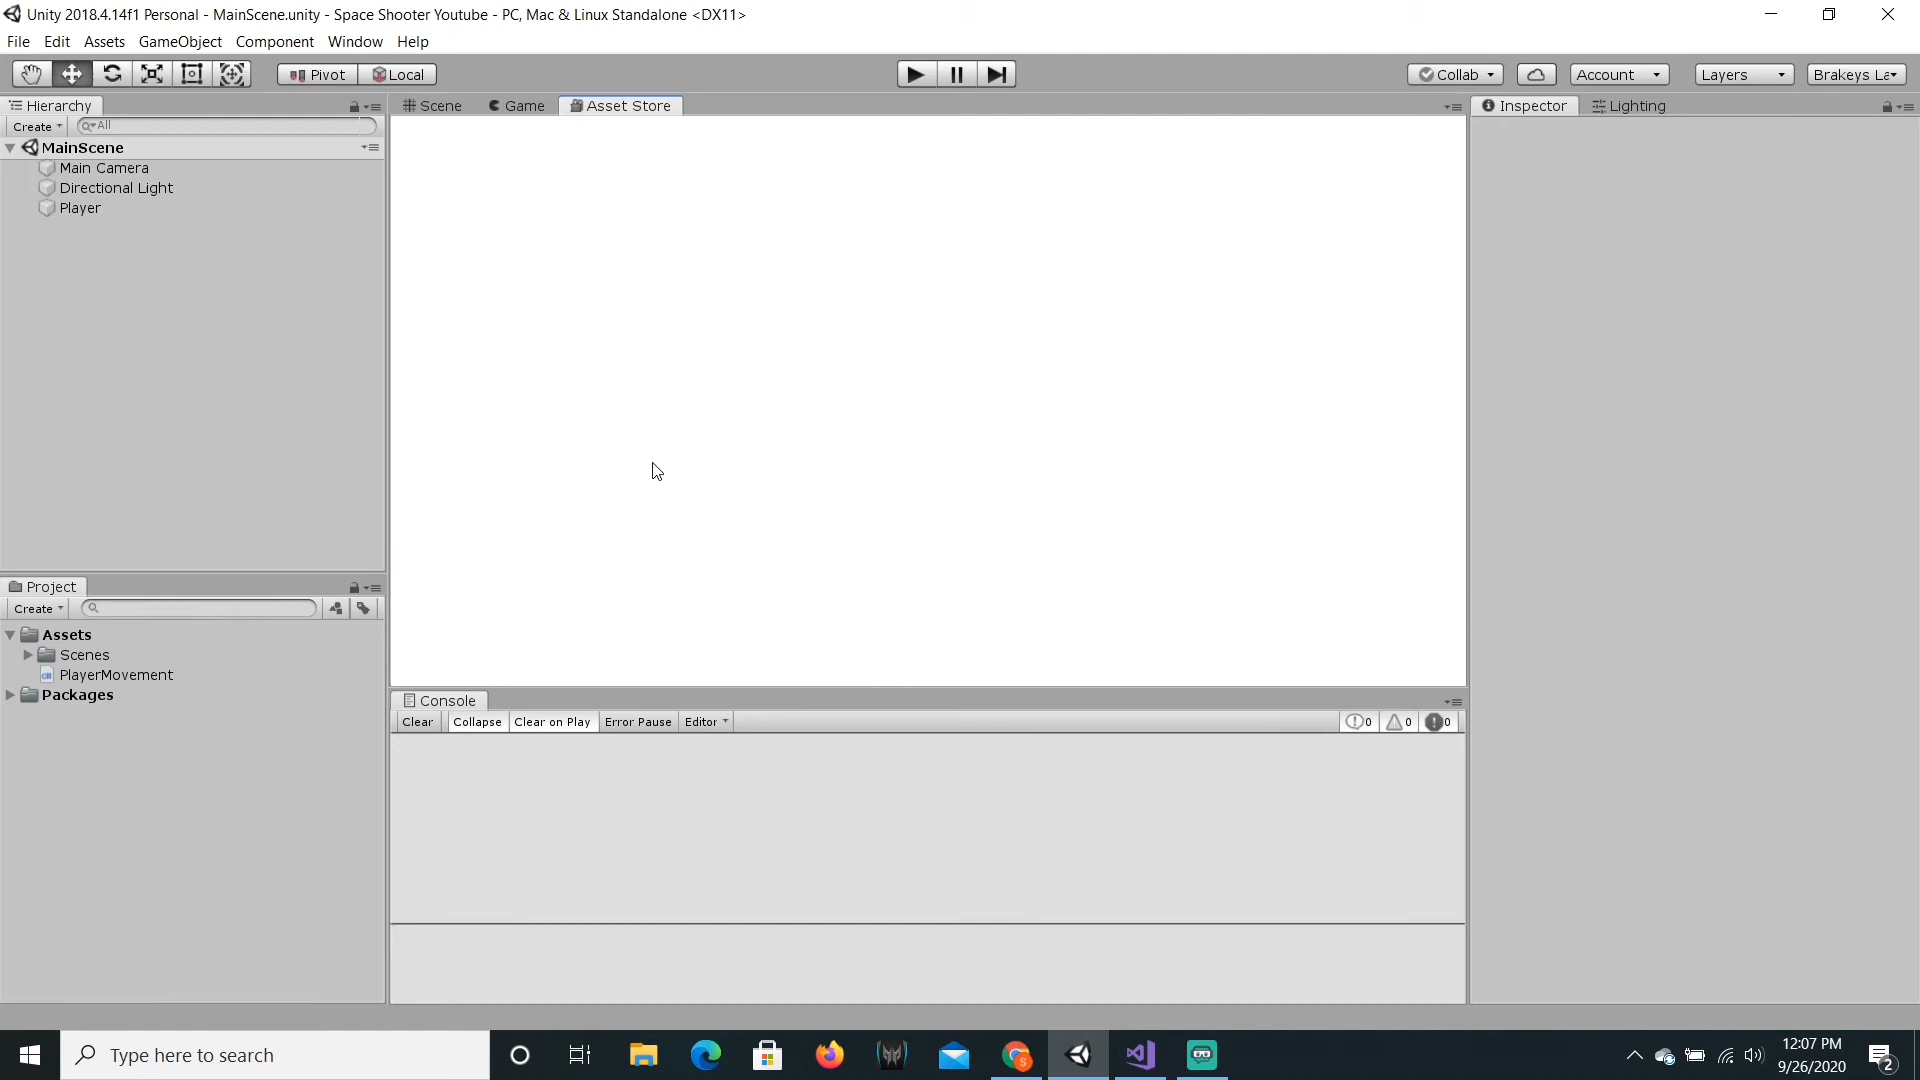 Unity 2018.4.14f1 Personal - MainScene.unity - Space Shooter Youtube - PC, Mac & Linux Standalone <DX11>
File Edit Assets GameObject Component Window Help
Pivot Local Collab Account Layers Brakeys La
Hierarchy Scene Game Asset Store Inspector Lighting
Create All
MainScene
Main Camera
Directional Light
Player
Project
Create
Assets
Scenes
PlayerMovement
Packages
Console
Clear Collapse Clear on Play Error Pause Editor 0 0 0
Type here to search
12:07 PM
9/26/2020
2